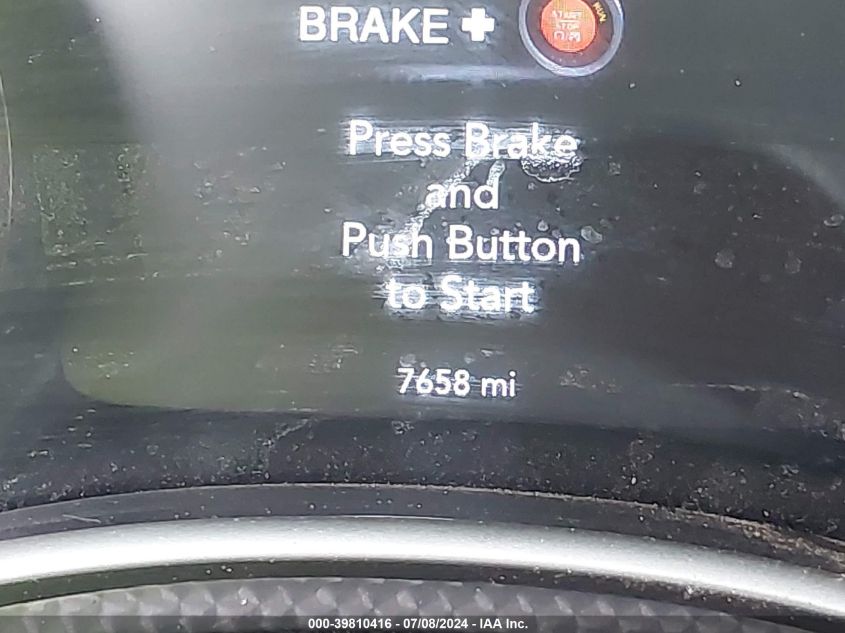 BRAKE +
START
STOP
RUN
Press Brake
and
Push Button
to Start
7658 mi
000-39810416 - 07/08/2024 - IAA Inc.